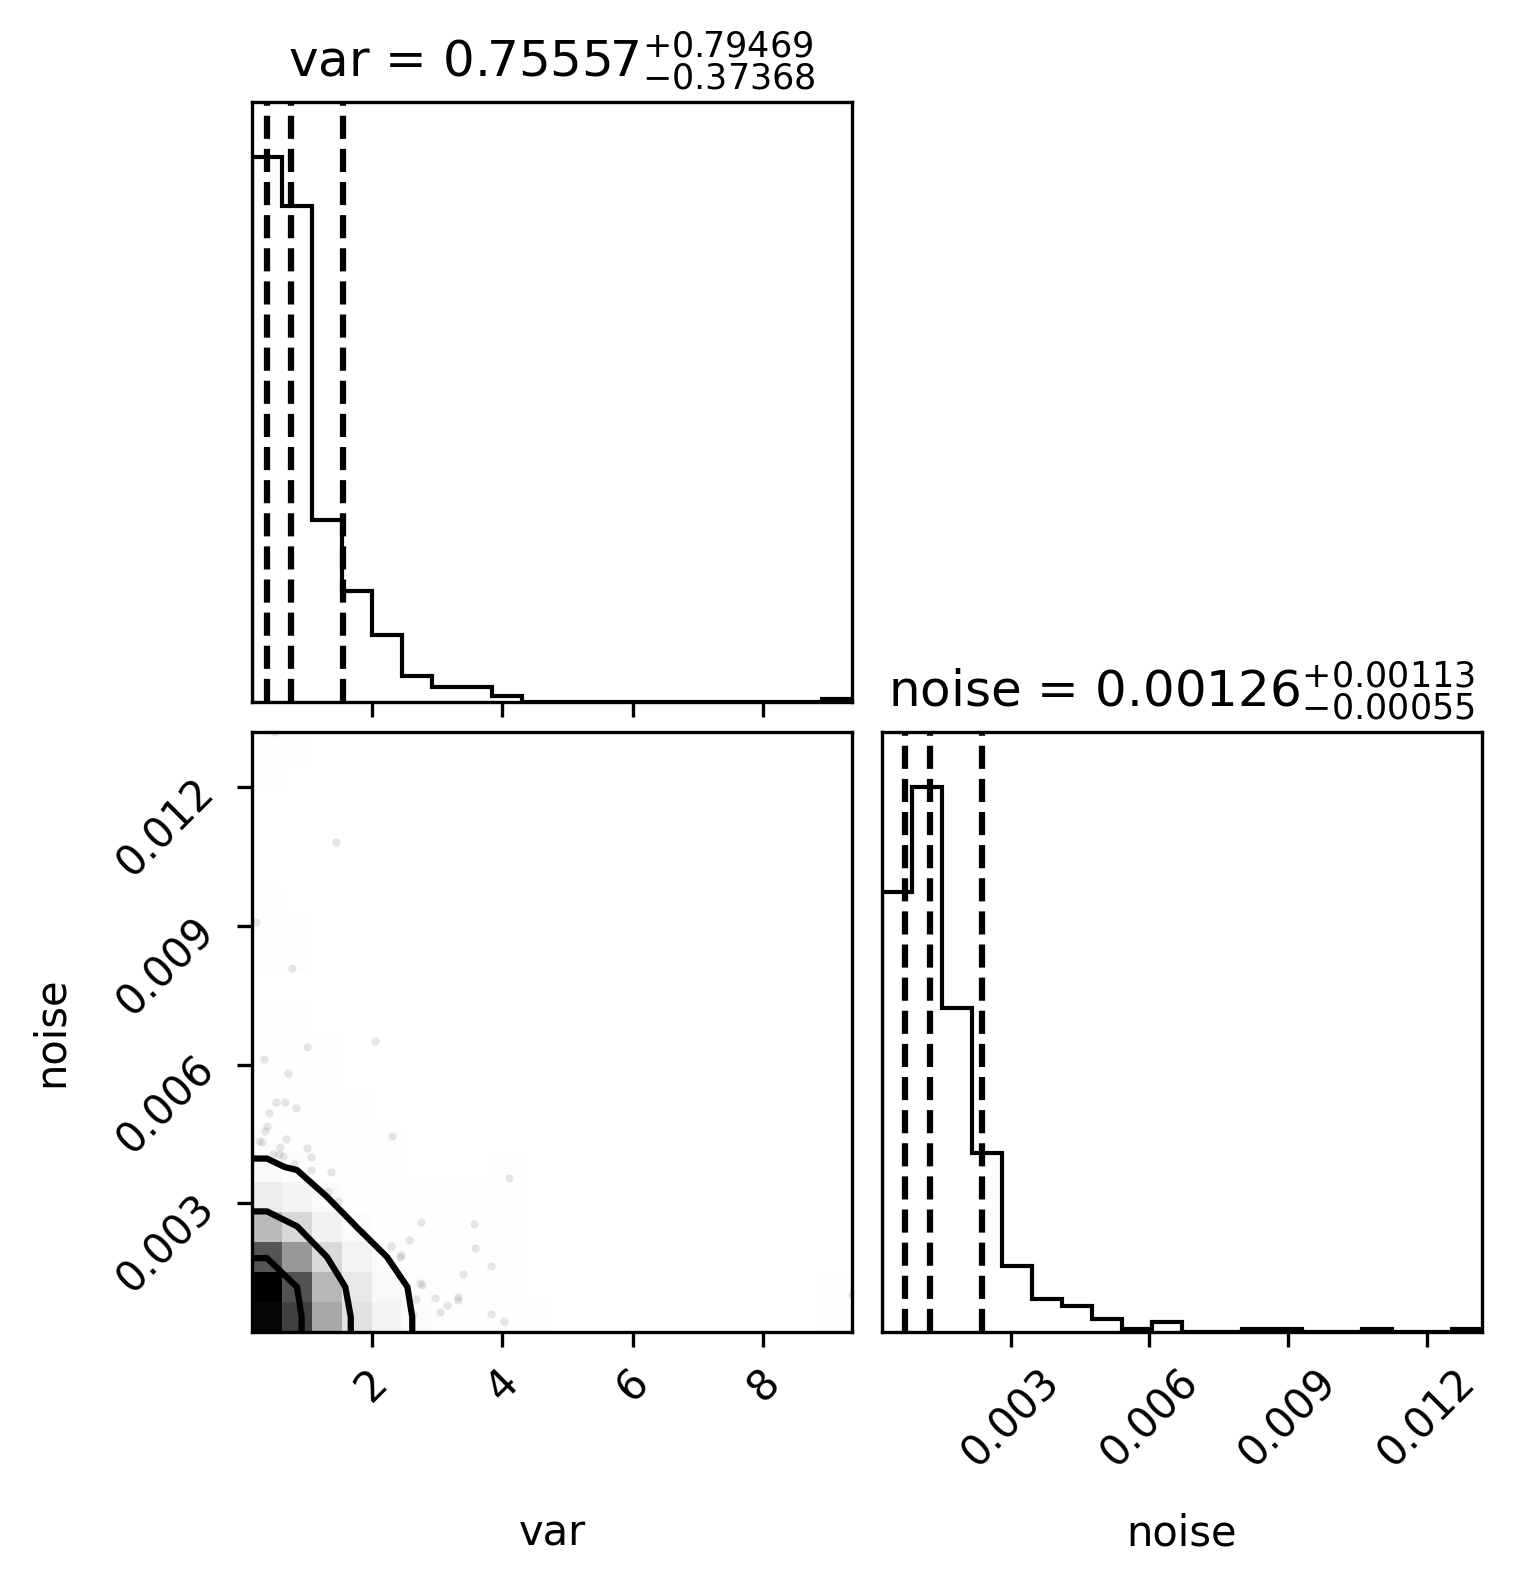 var = 0.75557+0.79469−0.37368
noise = 0.00126+0.00113−0.00055
0.012
0.009
0.006
0.003
noise
2 4 6 8
0.003 0.006 0.009 0.012
var
noise